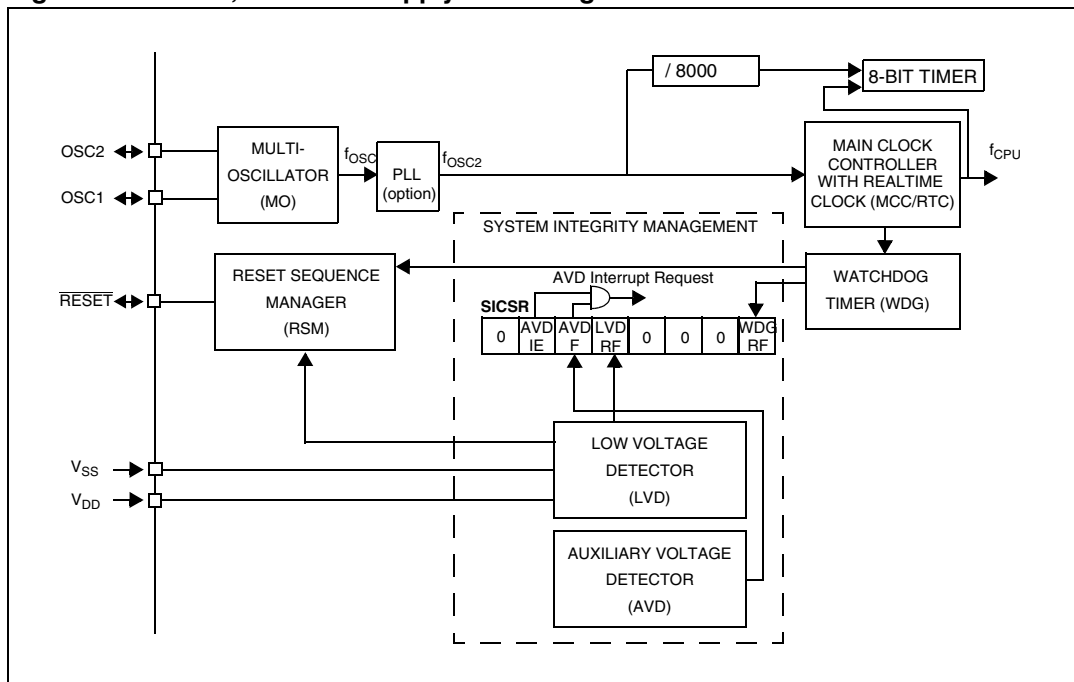 / 8000
8-BIT TIMER
OSC2
OSC1
MULTI-
OSCILLATOR
(MO)
fOSC
PLL
(option)
fOSC2
MAIN CLOCK
CONTROLLER
WITH REALTIME
CLOCK (MCC/RTC)
fCPU
SYSTEM INTEGRITY MANAGEMENT
RESET
RESET SEQUENCE
MANAGER
(RSM)
AVD Interrupt Request
WATCHDOG
TIMER (WDG)
SICSR
0
AVD
IE
AVD
F
LVD
RF
0
0
0
WDG
RF
LOW VOLTAGE
DETECTOR
(LVD)
VSS
VDD
AUXILIARY VOLTAGE
DETECTOR
(AVD)